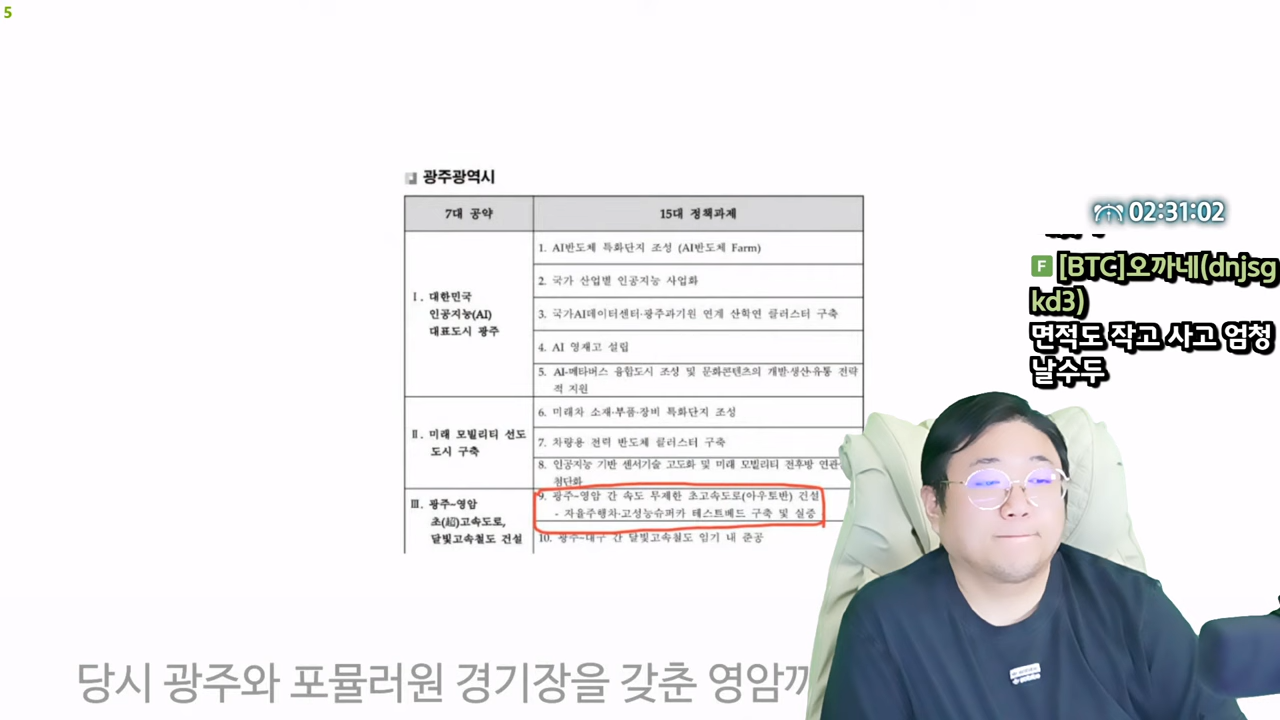 5
광주광역시
7대 공약
15대 정책과제
Ⅰ. 대한민국
인공지능(AI)
대표도시 광주
1. AI반도체 특화단지 조성 (AI반도체 Farm)
2. 국가 산업별 인공지능 사업화
3. 국가AI데이터센터·광주과기원 연계 산학연 클러스터 구축
4. AI 영재고 설립
5. AI·메타버스 융합도시 조성 및 문화콘텐츠의 개발·생산·유통 전략
적 지원
Ⅱ. 미래 모빌리티 선도
도시 구축
6. 미래차 소재·부품·장비 특화단지 조성
7. 차량용 전력 반도체 클러스터 구축
8. 인공지능 기반 센서기술 고도화 및 미래 모빌리티 전후방 연관
첨단화
Ⅲ. 광주-영암
초(超)고속도로,
달빛고속철도 건설
9. 광주-영암 간 속도 무제한 초고속도로(아우토반) 건설
- 자율주행차·고성능슈퍼카 테스트베드 구축 및 실증
10. 광주-대구 간 달빛고속철도 임기 내 준공
당시 광주와 포뮬러원 경기장을 갖춘 영암까
02:31:02
F [BTC]오까네(dnjsg
kd3)
면적도 작고 사고 엄청
날수두